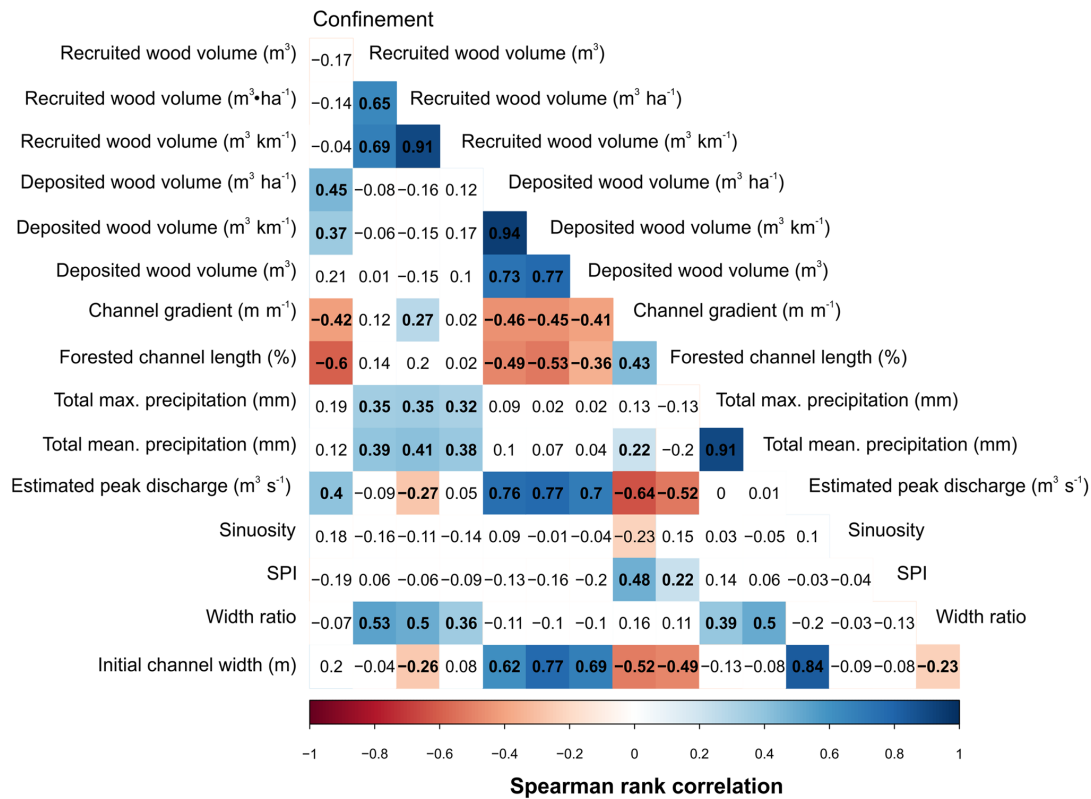 Confinement
Recruited wood volume (m³) −0.17 Recruited wood volume (m³)
Recruited wood volume (m³•ha⁻¹) −0.14 0.65 Recruited wood volume (m³ ha⁻¹)
Recruited wood volume (m³ km⁻¹) −0.04 0.69 0.91 Recruited wood volume (m³ km⁻¹)
Deposited wood volume (m³ ha⁻¹) 0.45 −0.08 −0.16 0.12 Deposited wood volume (m³ ha⁻¹)
Deposited wood volume (m³ km⁻¹) 0.37 −0.06 −0.15 0.17 0.94 Deposited wood volume (m³ km⁻¹)
Deposited wood volume (m³) 0.21 0.01 −0.15 0.1 0.73 0.77 Deposited wood volume (m³)
Channel gradient (m m⁻¹) −0.42 0.12 0.27 0.02 −0.46 −0.45 −0.41 Channel gradient (m m⁻¹)
Forested channel length (%) −0.6 0.14 0.2 0.02 −0.49 −0.53 −0.36 0.43 Forested channel length (%)
Total max. precipitation (mm) 0.19 0.35 0.35 0.32 0.09 0.02 0.02 0.13 −0.13 Total max. precipitation (mm)
Total mean. precipitation (mm) 0.12 0.39 0.41 0.38 0.1 0.07 0.04 0.22 −0.2 0.91 Total mean. precipitation (mm)
Estimated peak discharge (m³ s⁻¹) 0.4 −0.09 −0.27 0.05 0.76 0.77 0.7 −0.64 −0.52 0 0.01 Estimated peak discharge (m³ s⁻¹)
Sinuosity 0.18 −0.16 −0.11 −0.14 0.09 −0.01 −0.04 −0.23 0.15 0.03 −0.05 0.1 Sinuosity
SPI −0.19 0.06 −0.06 −0.09 −0.13 −0.16 −0.2 0.48 0.22 0.14 0.06 −0.03 −0.04 SPI
Width ratio −0.07 0.53 0.5 0.36 −0.11 −0.1 −0.1 0.16 0.11 0.39 0.5 −0.2 −0.03 −0.13 Width ratio
Initial channel width (m) 0.2 −0.04 −0.26 0.08 0.62 0.77 0.69 −0.52 −0.49 −0.13 −0.08 0.84 −0.09 −0.08 −0.23
−1 −0.8 −0.6 −0.4 −0.2 0 0.2 0.4 0.6 0.8 1
Spearman rank correlation